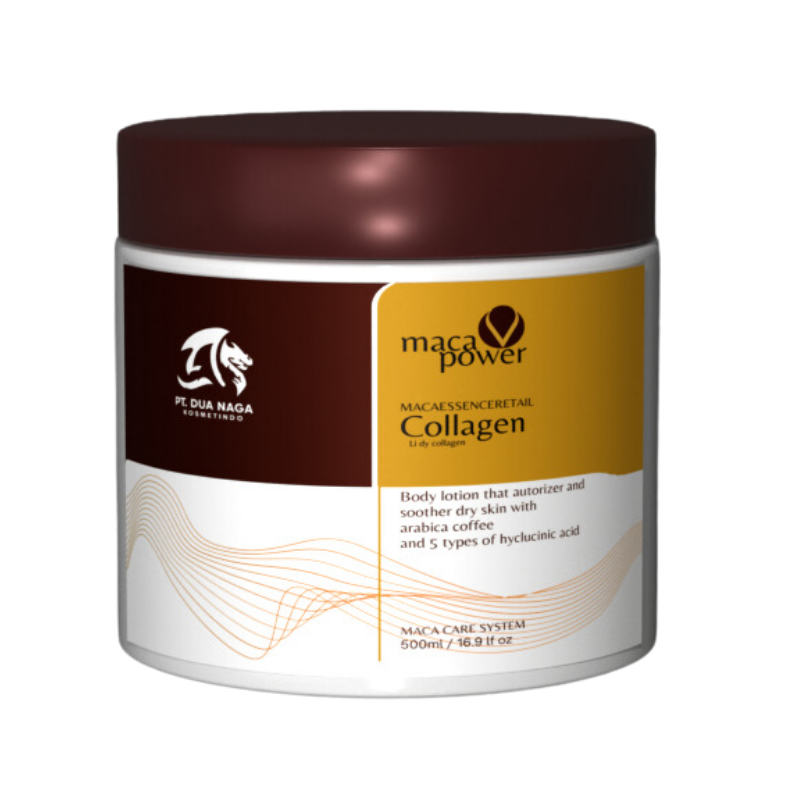 PT. DUA NAGA
KOSMETINDO
maca
power
MACAESSENCERETAIL
Collagen
Li dy collagen
Body lotion that autorizer and
soother dry skin with
arabica coffee
and 5 types of hyclucinic acid
MACA CARE SYSTEM
500ml / 16.9 lf oz